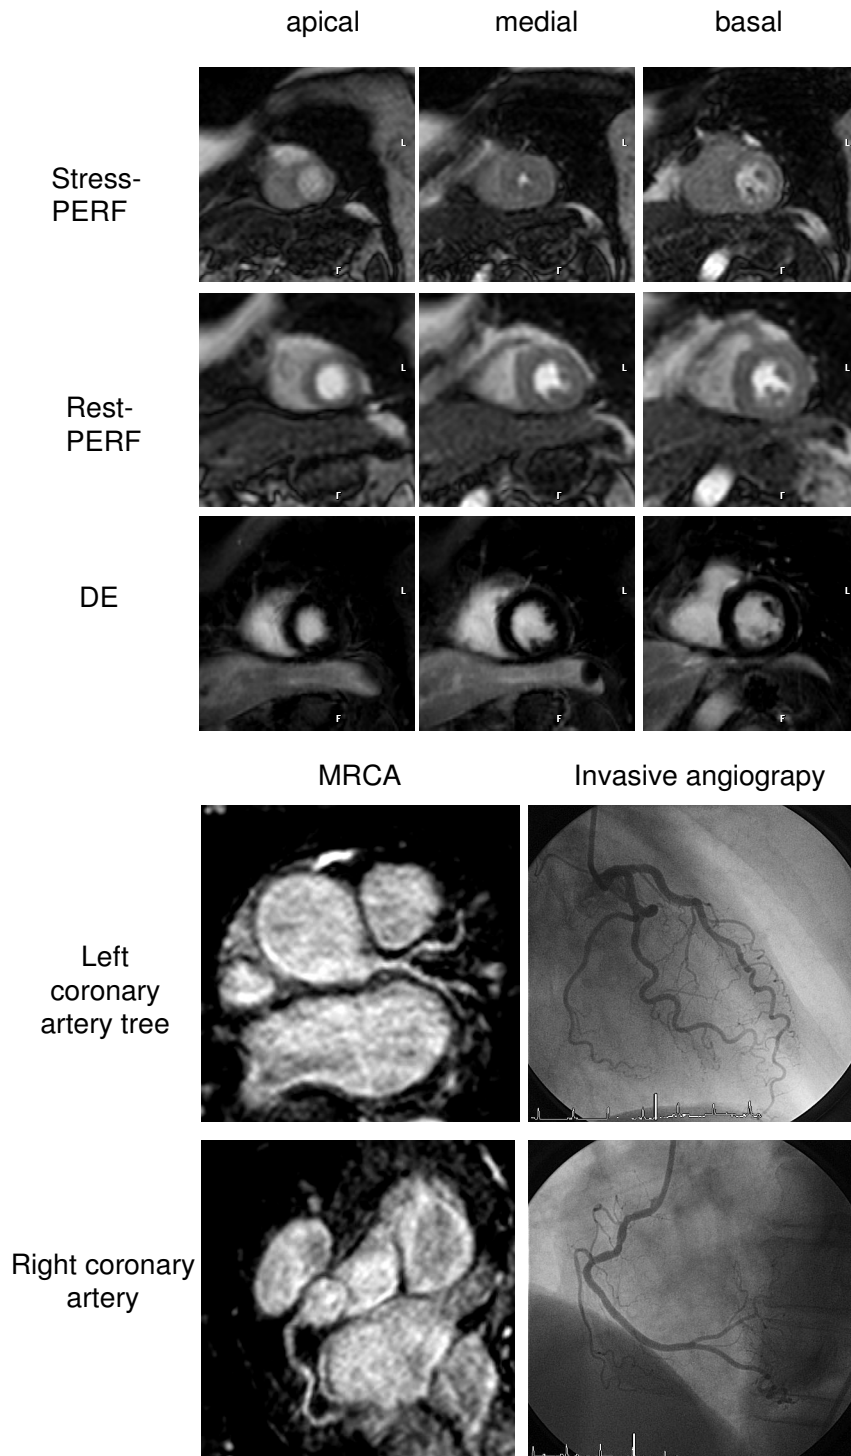 apical medial basal
Stress-
PERF
L
L
L
r
r
r
Rest-
PERF
L
L
L
r
r
r
DE
L
L
L
F
F
F
MRCA Invasive angiograpy
Left
coronary
artery tree
Right coronary
artery